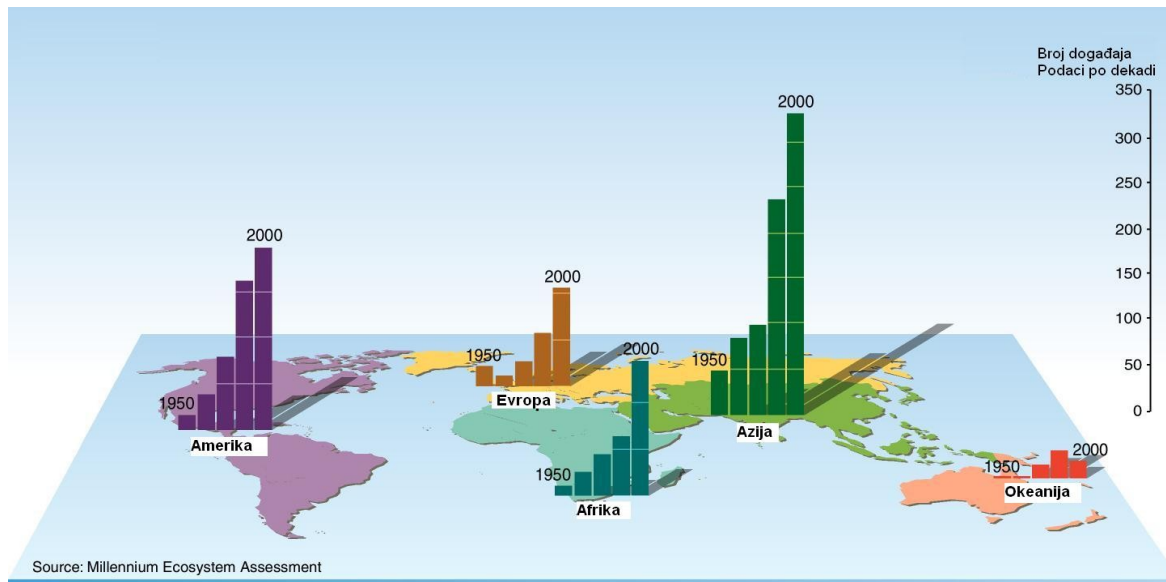 Broj događaja
Podaci po dekadi
350
300
250
200
150
100
50
0
2000
1950
Amerika
2000
1950
Evropa
2000
1950
Afrika
2000
1950
Azija
2000
1950
Okeanija
Source: Millennium Ecosystem Assessment